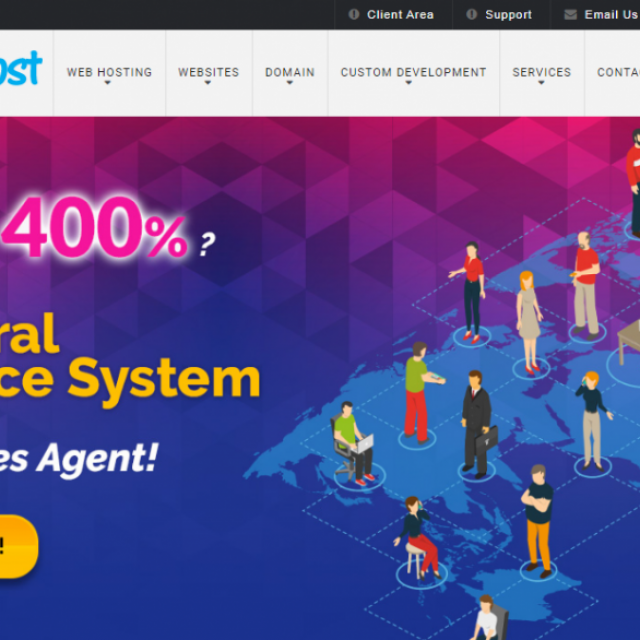 Client Area Support Email Us
ost
WEB HOSTING WEBSITES DOMAIN CUSTOM DEVELOPMENT SERVICES CONTA
400% ?
ral
ce System
es Agent!
!